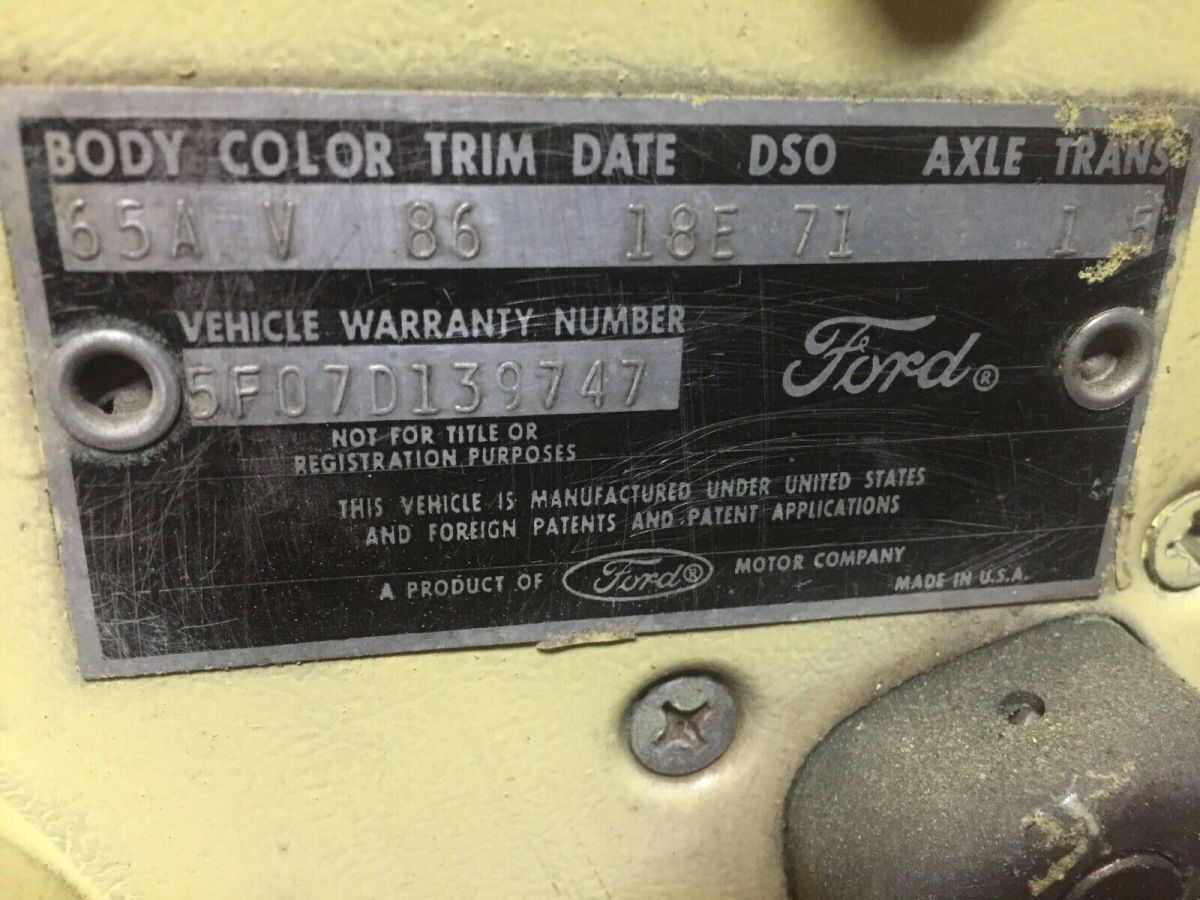 BODY COLOR TRIM DATE DSO AXLE TRANS
65A V 86 18E 71 1 5
VEHICLE WARRANTY NUMBER
5F07D139747
Ford®
NOT FOR TITLE OR
REGISTRATION PURPOSES
THIS VEHICLE IS MANUFACTURED UNDER UNITED STATES
AND FOREIGN PATENTS AND PATENT APPLICATIONS
A PRODUCT OF Ford® MOTOR COMPANY
MADE IN U.S.A.